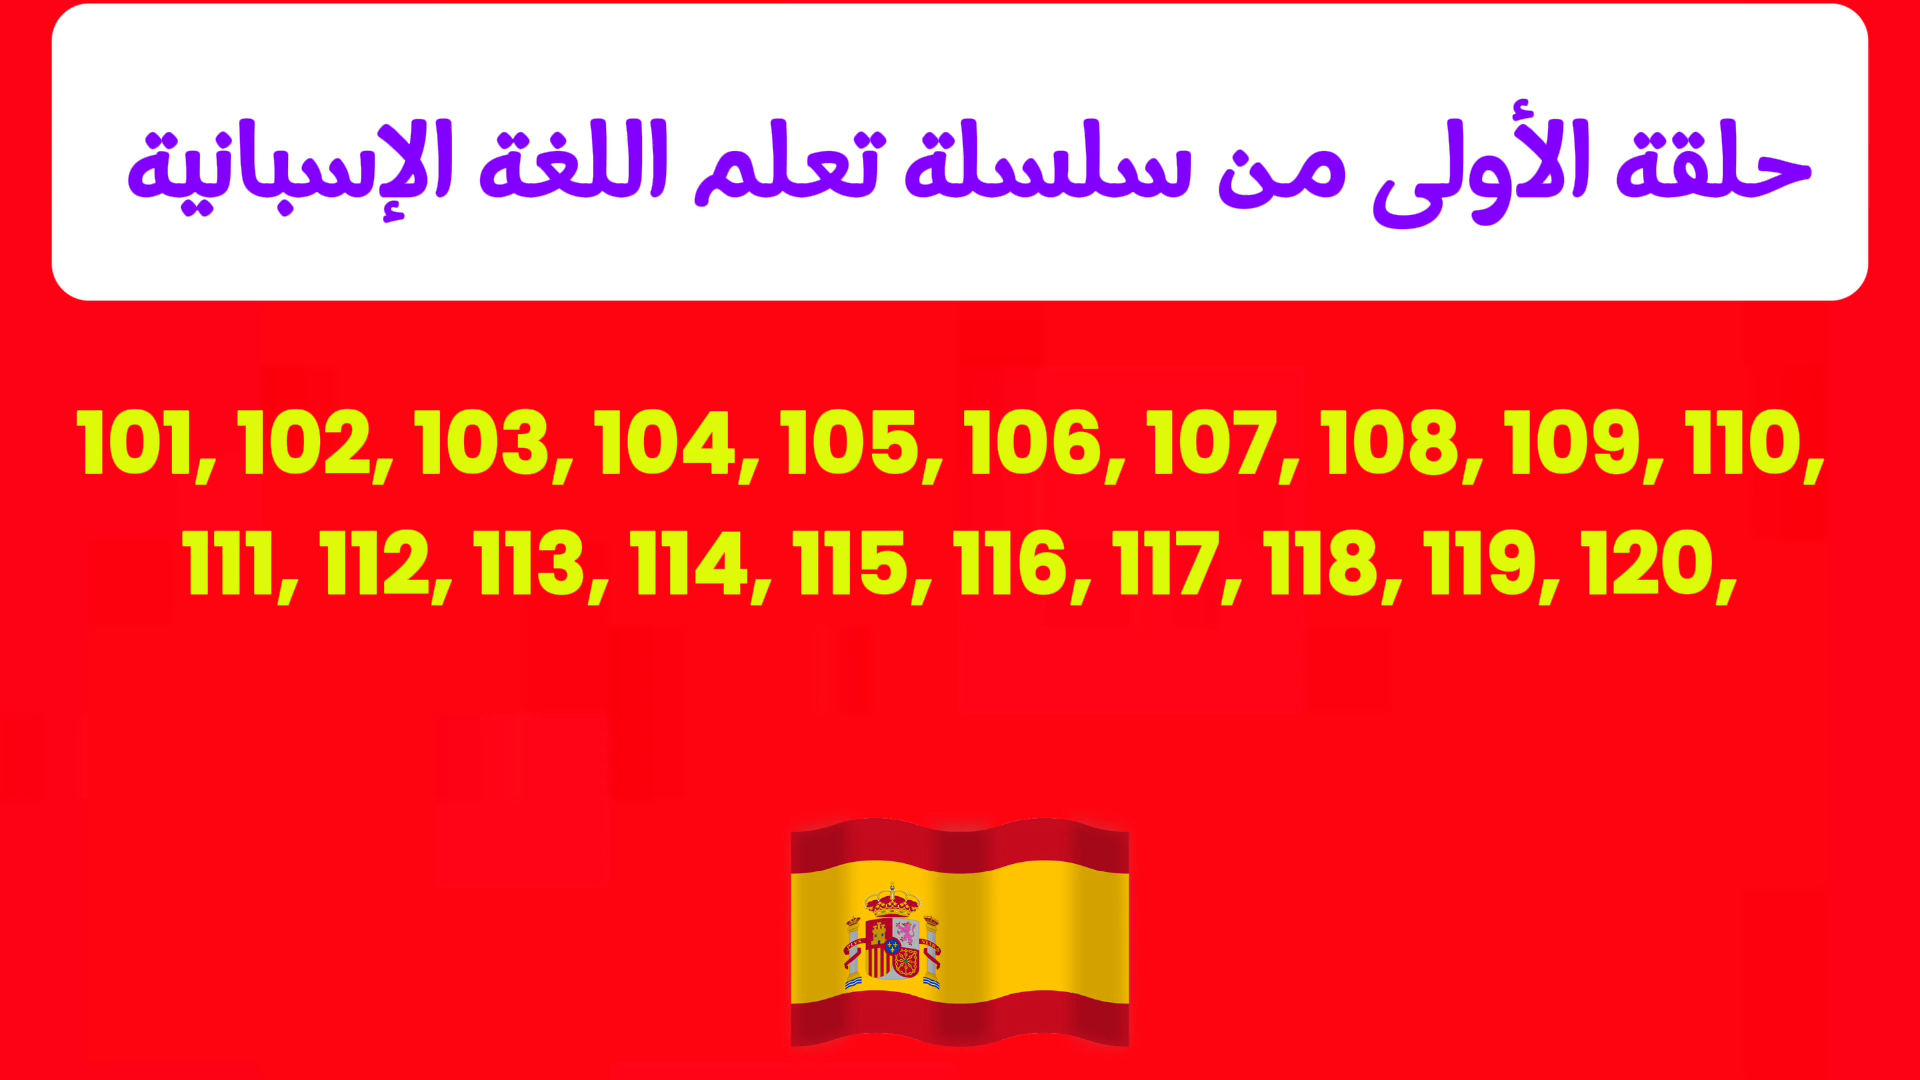 حلقة الأولى من سلسلة تعلم اللغة الإسبانية
101, 102, 103, 104, 105, 106, 107, 108, 109, 110,
111, 112, 113, 114, 115, 116, 117, 118, 119, 120,